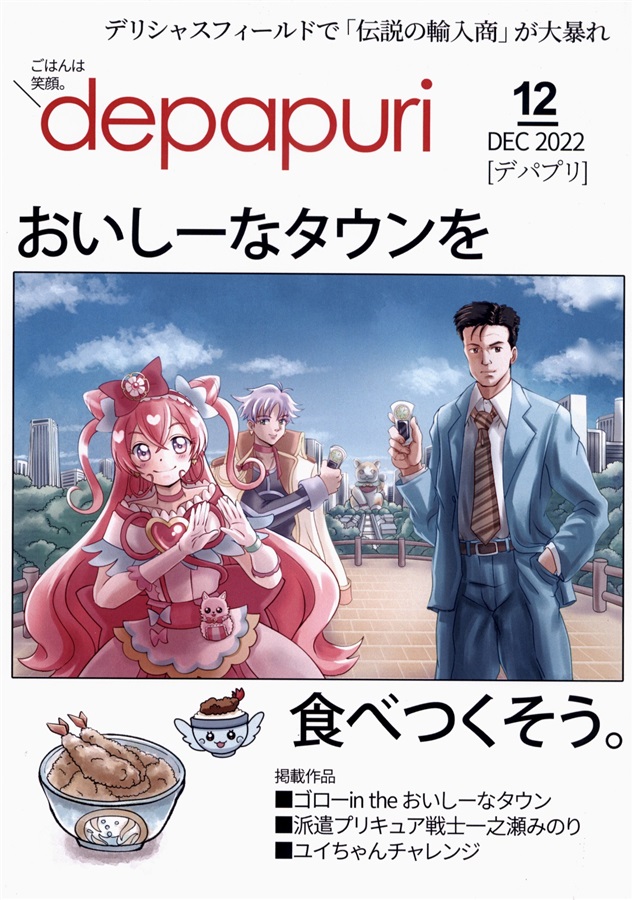 デリシャスフィールドで「伝説の輸入商」が大暴れ
ごはんは
笑顔。
depapuri
12
DEC 2022
[デパプリ]
おいしーなタウンを
食べつくそう。
掲載作品
■ゴローin the おいしーなタウン
■派遣プリキュア戦士一之瀬みのり
■ユイちゃんチャレンジ